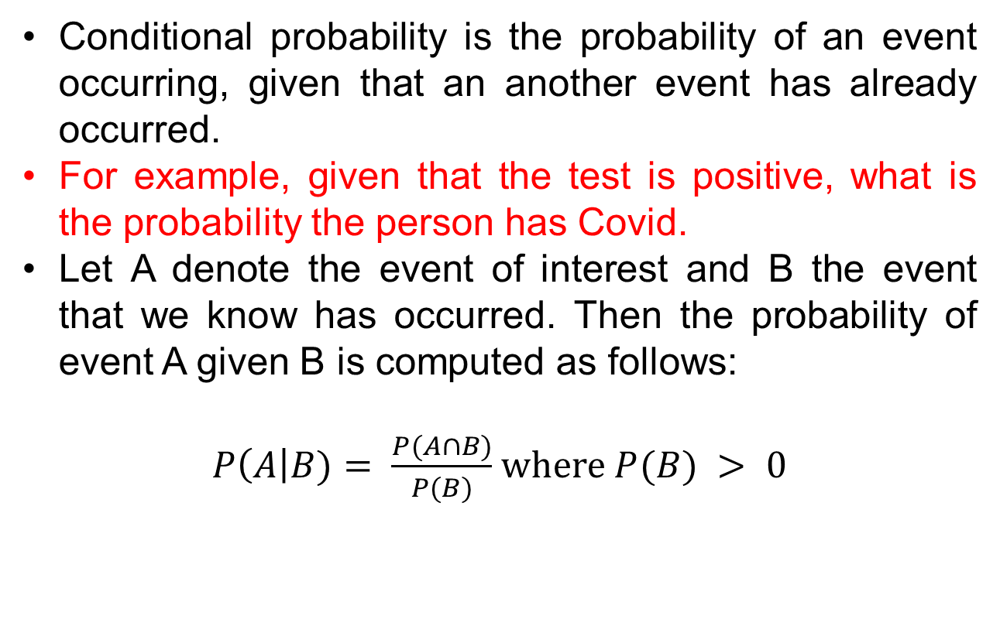 • Conditional probability is the probability of an event
occurring, given that an another event has already
occurred.
• For example, given that the test is positive, what is
the probability the person has Covid.
• Let A denote the event of interest and B the event
that we know has occurred. Then the probability of
event A given B is computed as follows:
P(A|B) = P(A∩B)/P(B) where P(B) > 0